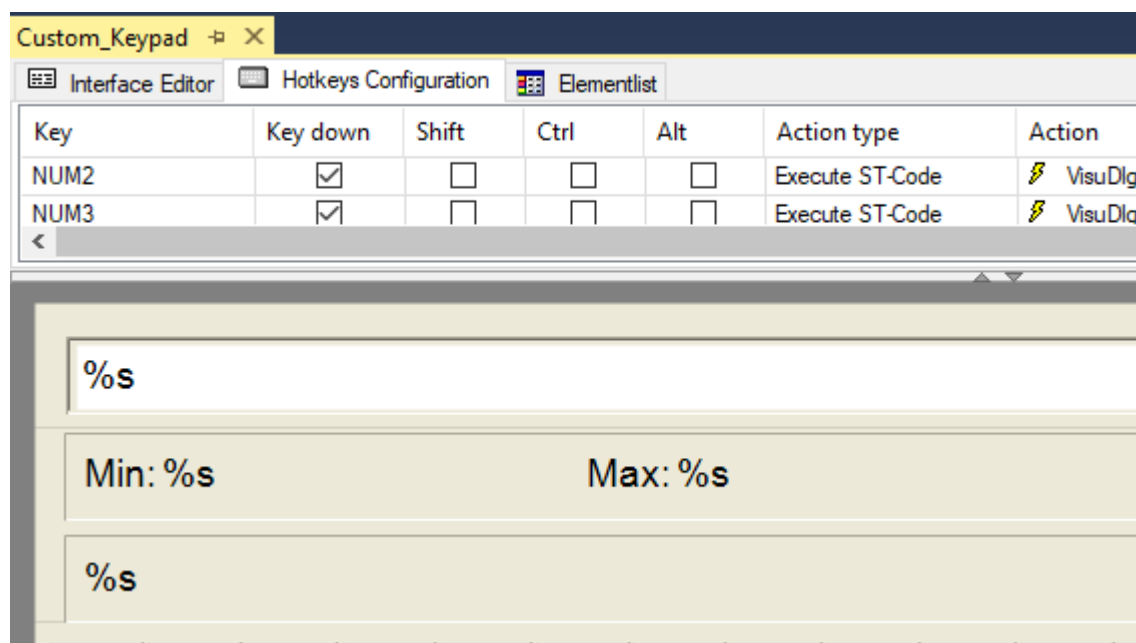 Custom_Keypad
Interface Editor Hotkeys Configuration Elementlist
Key Key down Shift Ctrl Alt Action type Action
NUM2 Execute ST-Code VisuDlg
NUM3 Execute ST-Code VisuDlg
%s
Min: %s Max: %s
%s